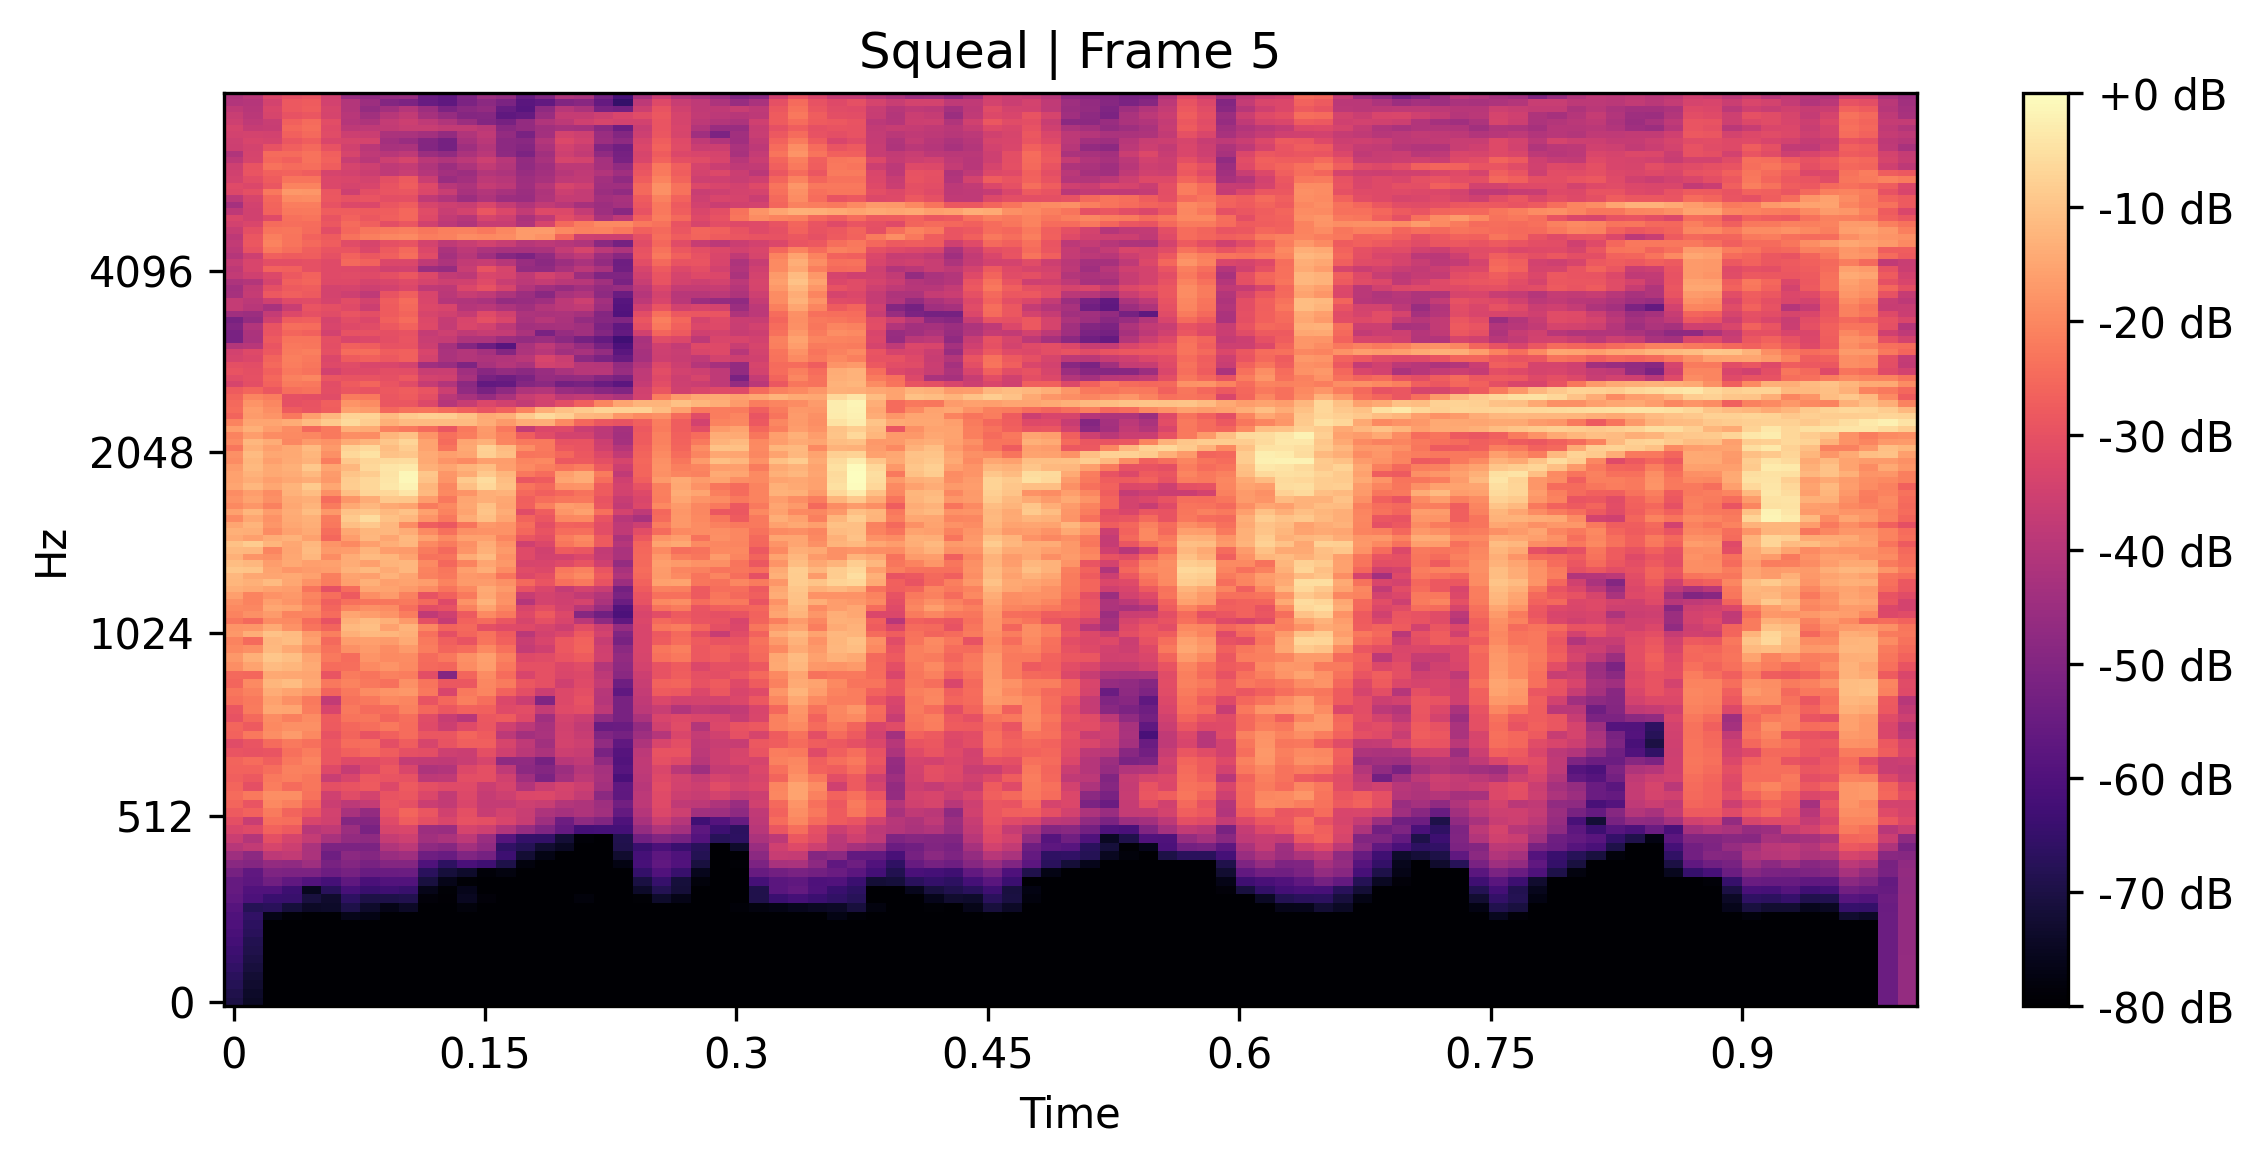 Squeal | Frame 5
+0 dB
-10 dB
-20 dB
-30 dB
-40 dB
-50 dB
-60 dB
-70 dB
-80 dB
Hz
4096
2048
1024
512
0
0 0.15 0.3 0.45 0.6 0.75 0.9
Time